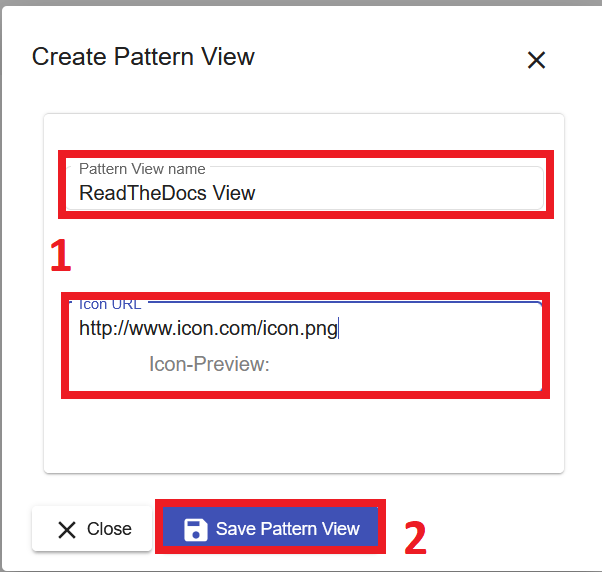 Create Pattern View
Pattern View name
ReadTheDocs View
1
Icon URL
http://www.icon.com/icon.png
Icon-Preview:
Close
Save Pattern View
2